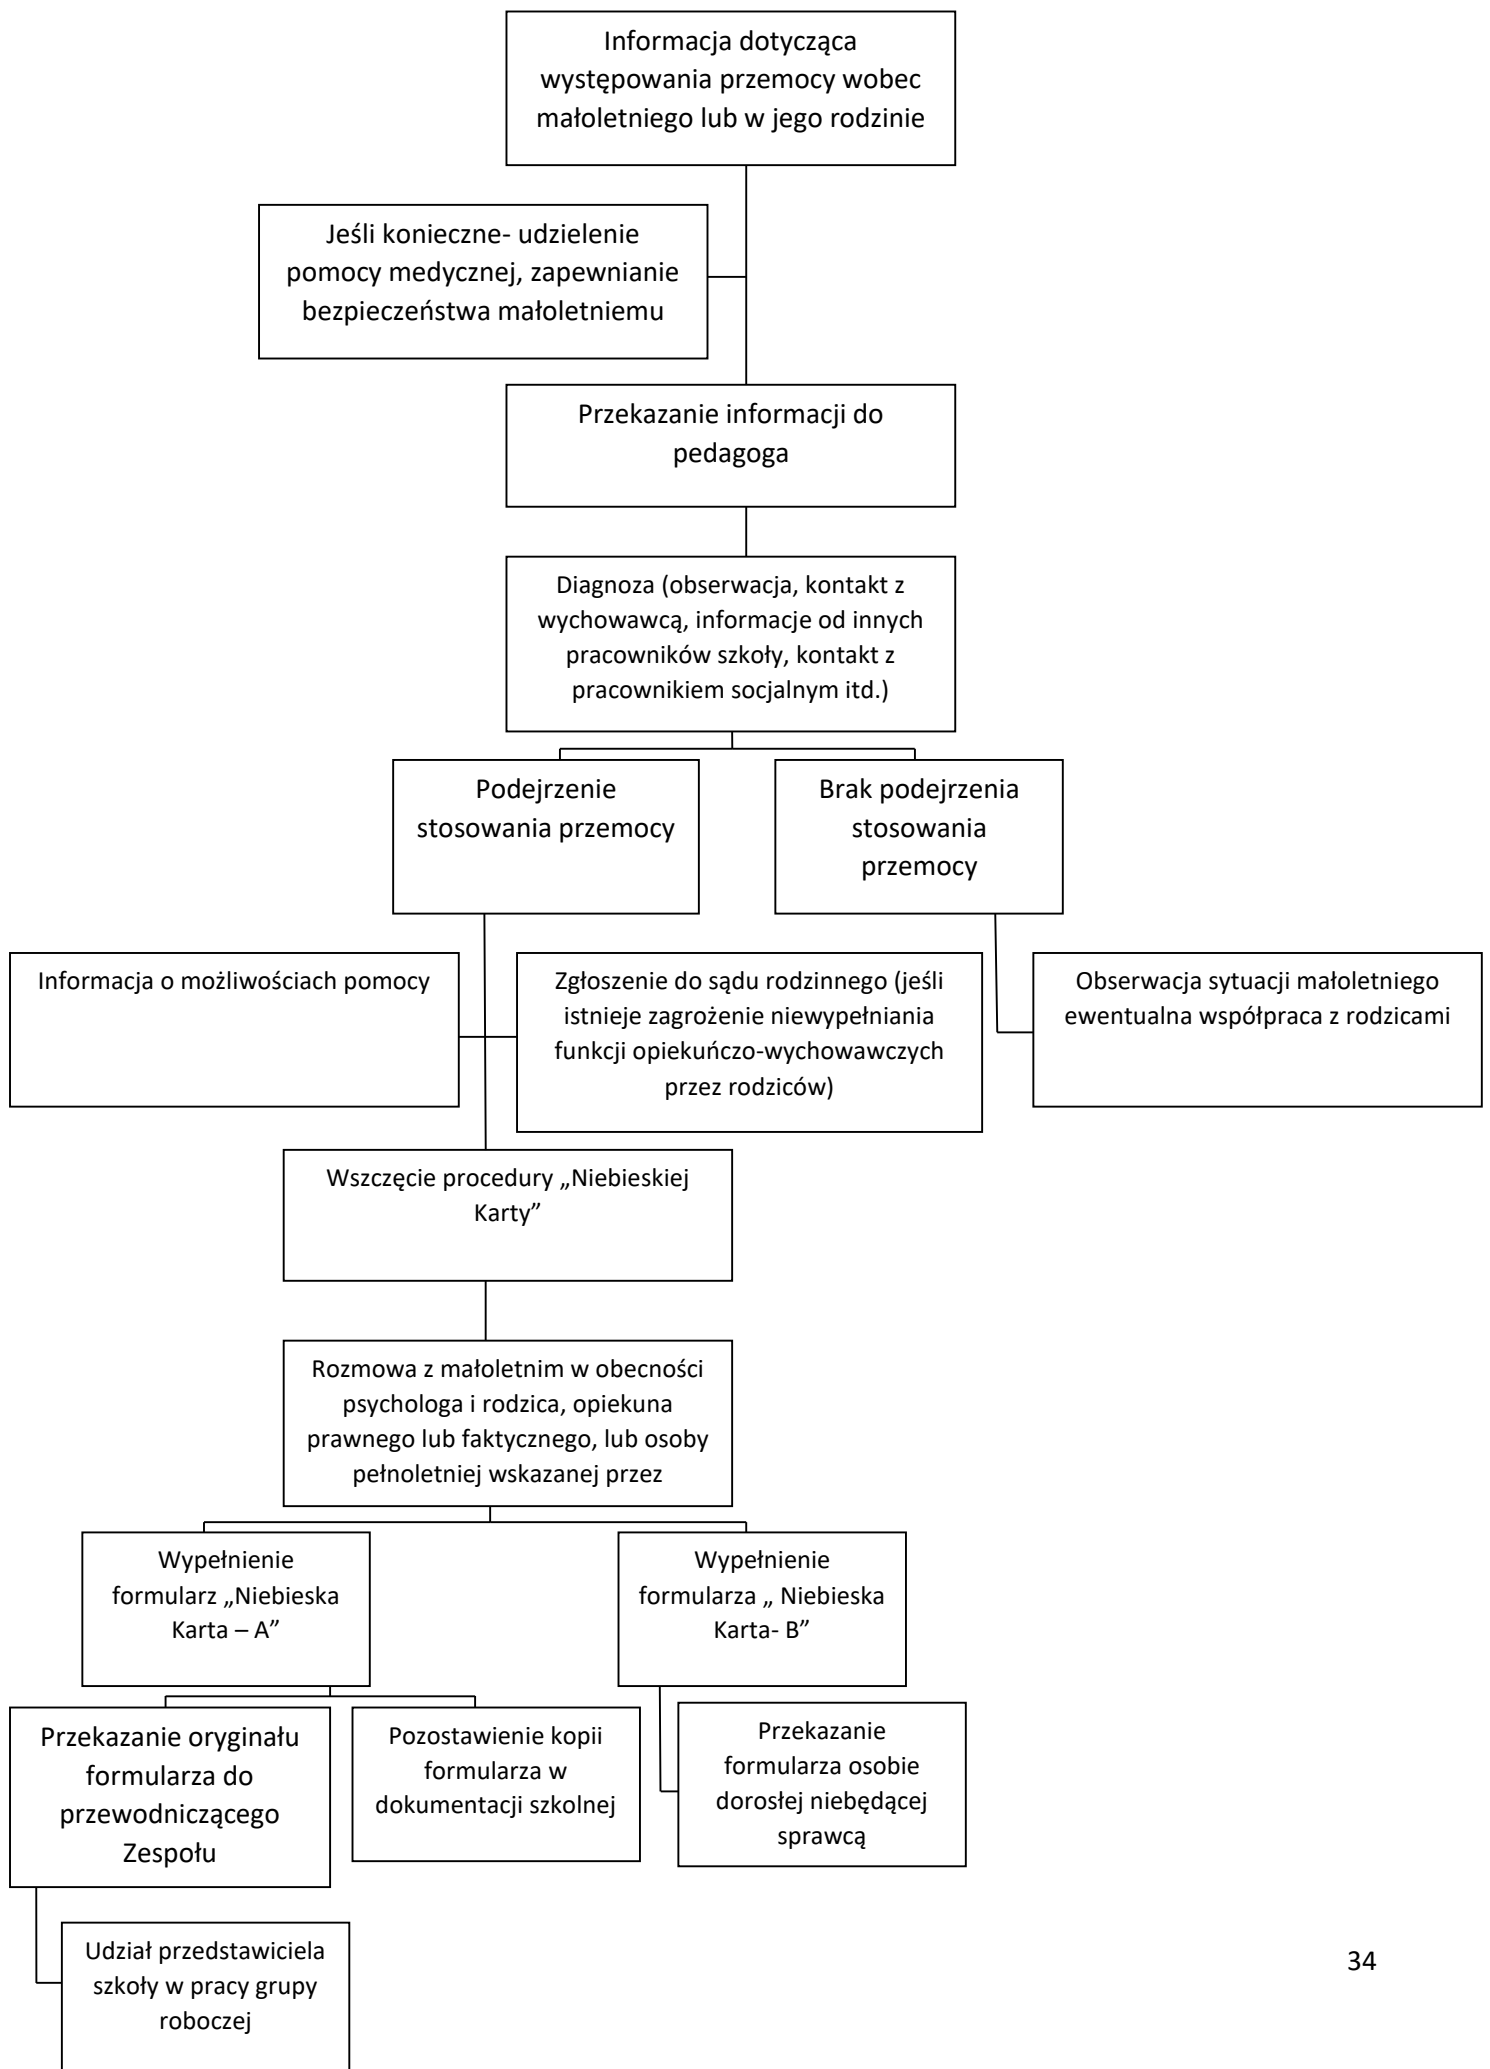 Informacja dotycząca
występowania przemocy wobec
małoletniego lub w jego rodzinie
Jeśli konieczne- udzielenie
pomocy medycznej, zapewnianie
bezpieczeństwa małoletniemu
Przekazanie informacji do
pedagoga
Diagnoza (obserwacja, kontakt z
wychowawcą, informacje od innych
pracowników szkoły, kontakt z
pracownikiem socjalnym itd.)
Podejrzenie
stosowania przemocy
Brak podejrzenia
stosowania
przemocy
Informacja o możliwościach pomocy
Zgłoszenie do sądu rodzinnego (jeśli
istnieje zagrożenie niewypełniania
funkcji opiekuńczo-wychowawczych
przez rodziców)
Obserwacja sytuacji małoletniego
ewentualna współpraca z rodzicami
Wszczęcie procedury „Niebieskiej
Karty”
Rozmowa z małoletnim w obecności
psychologa i rodzica, opiekuna
prawnego lub faktycznego, lub osoby
pełnoletniej wskazanej przez
Wypełnienie
formularz „Niebieska
Karta – A”
Wypełnienie
formularza „ Niebieska
Karta- B”
Przekazanie oryginału
formularza do
przewodniczącego
Zespołu
Pozostawienie kopii
formularza w
dokumentacji szkolnej
Przekazanie
formularza osobie
dorosłej niebędącej
sprawcą
Udział przedstawiciela
szkoły w pracy grupy
roboczej
34